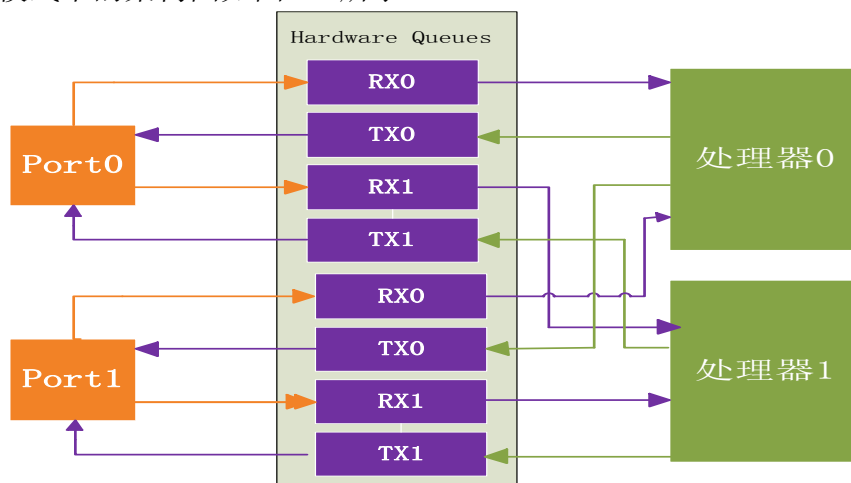 Hardware Queues
RX0
TX0
Port0
RX1
TX1
处理器0
RX0
TX0
Port1
RX1
TX1
处理器1